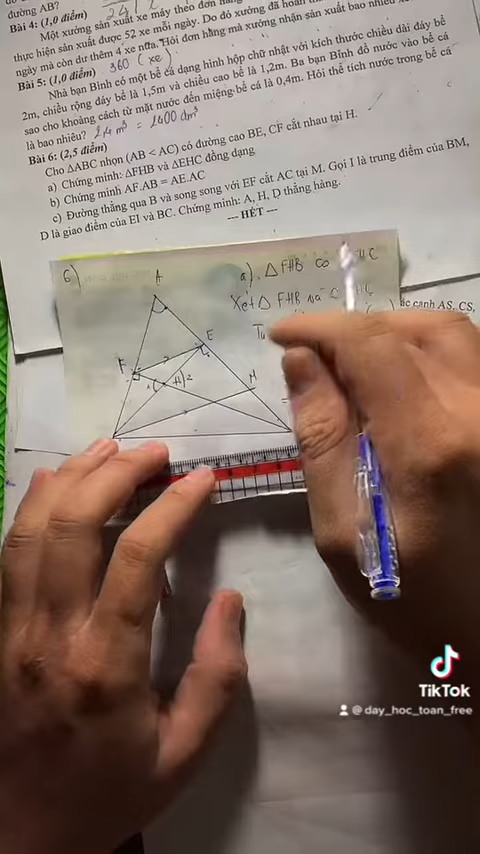 đường AB?
Bài 4: (1,0 điểm)
Một xưởng sản xuất xe máy theo đơn hàng
thực hiện sản xuất được 52 xe mỗi ngày. Do đó xưởng đã hoàn
ngày mà còn dư thêm 4 xe nữa. Hỏi đơn hàng mà xưởng nhận sản xuất bao nhiêu
360 (xe)
Bài 5: (1,0 điểm)
Nhà bạn Bình có một bể cá dạng hình hộp chữ nhật với kích thước chiều dài đáy bể
2m, chiều rộng đáy bể là 1,5m và chiều cao bể là 1,2m. Ba bạn Bình đổ nước vào bể cá
sao cho khoảng cách từ mặt nước đến miệng bể cá là 0,4m. Hỏi thể tích nước trong bể cá
là bao nhiêu? 2,4 m³ = 2400 dm³
Bài 6: (2,5 điểm)
Cho ΔABC nhọn (AB < AC) có đường cao BE, CF cắt nhau tại H.
a) Chứng minh: ΔFHB và ΔEHC đồng dạng
b) Chứng minh AF.AB = AE.AC
c) Đường thẳng qua B và song song với EF cắt AC tại M. Gọi I là trung điểm của BM,
D là giao điểm của EI và BC. Chứng minh: A, H, D thẳng hàng.
--- HẾT ---
6)
a). Δ FHB
Xét Δ FHB và
A
E
F
H
M
1
2
ác cạnh AS, CS,
TikTok
@day_hoc_toan_free